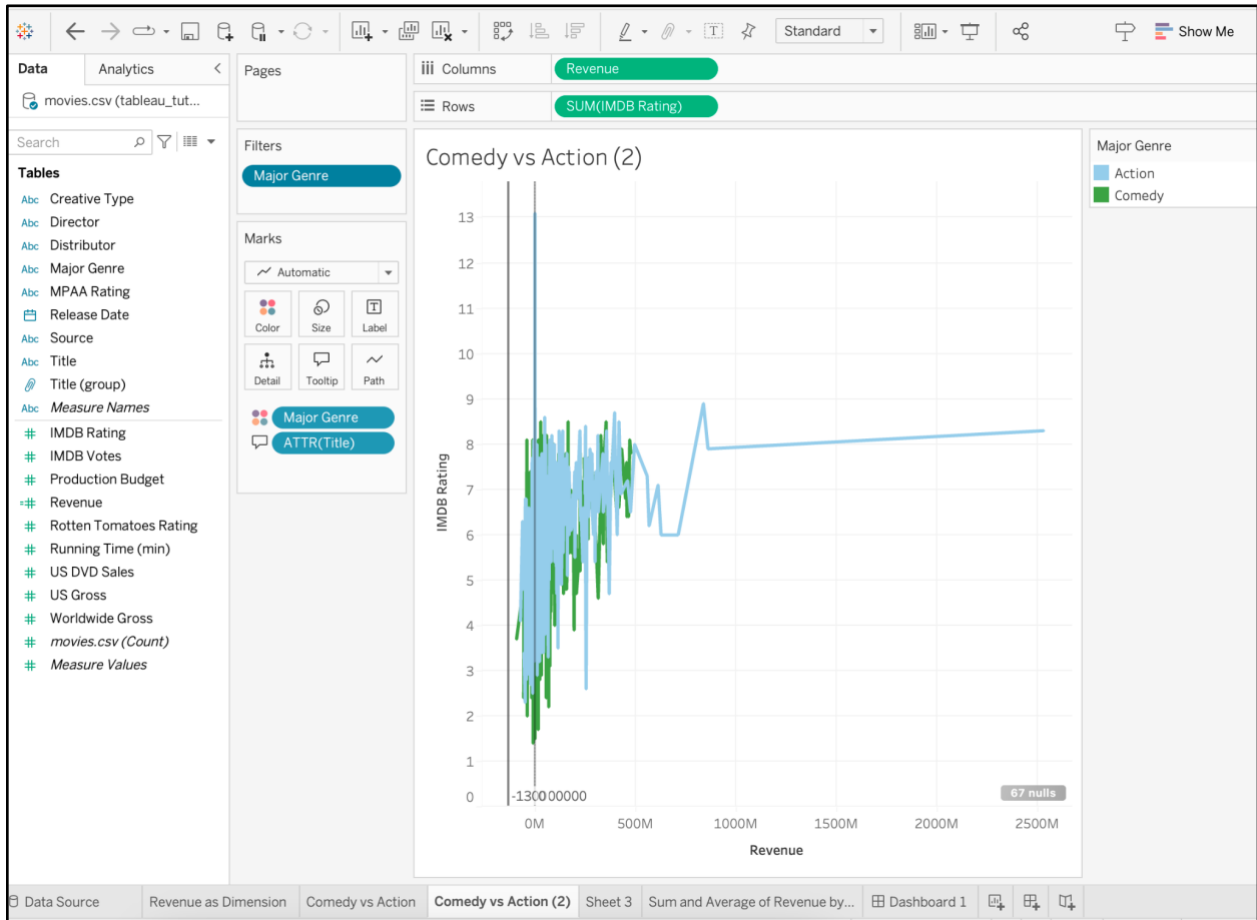 Standard
Show Me
Data
Analytics
movies.csv (tableau_tut...
Search
Tables
Abc Creative Type
Abc Director
Abc Distributor
Abc Major Genre
Abc MPAA Rating
Release Date
Abc Source
Abc Title
Title (group)
Abc Measure Names
# IMDB Rating
# IMDB Votes
# Production Budget
=# Revenue
# Rotten Tomatoes Rating
# Running Time (min)
# US DVD Sales
# US Gross
# Worldwide Gross
# movies.csv (Count)
# Measure Values
Pages
Filters
Major Genre
Marks
Automatic
Color
Size
T
Label
Detail
Tooltip
Path
Major Genre
ATTR(Title)
Columns
Revenue
Rows
SUM(IMDB Rating)
Comedy vs Action (2)
IMDB Rating
13
12
11
10
9
8
7
6
5
4
3
2
1
0
67 nulls
0M
500M
1000M
1500M
2000M
2500M
Revenue
Major Genre
Action
Comedy
Data Source
Revenue as Dimension
Comedy vs Action
Comedy vs Action (2)
Sheet 3
Sum and Average of Revenue by...
Dashboard 1